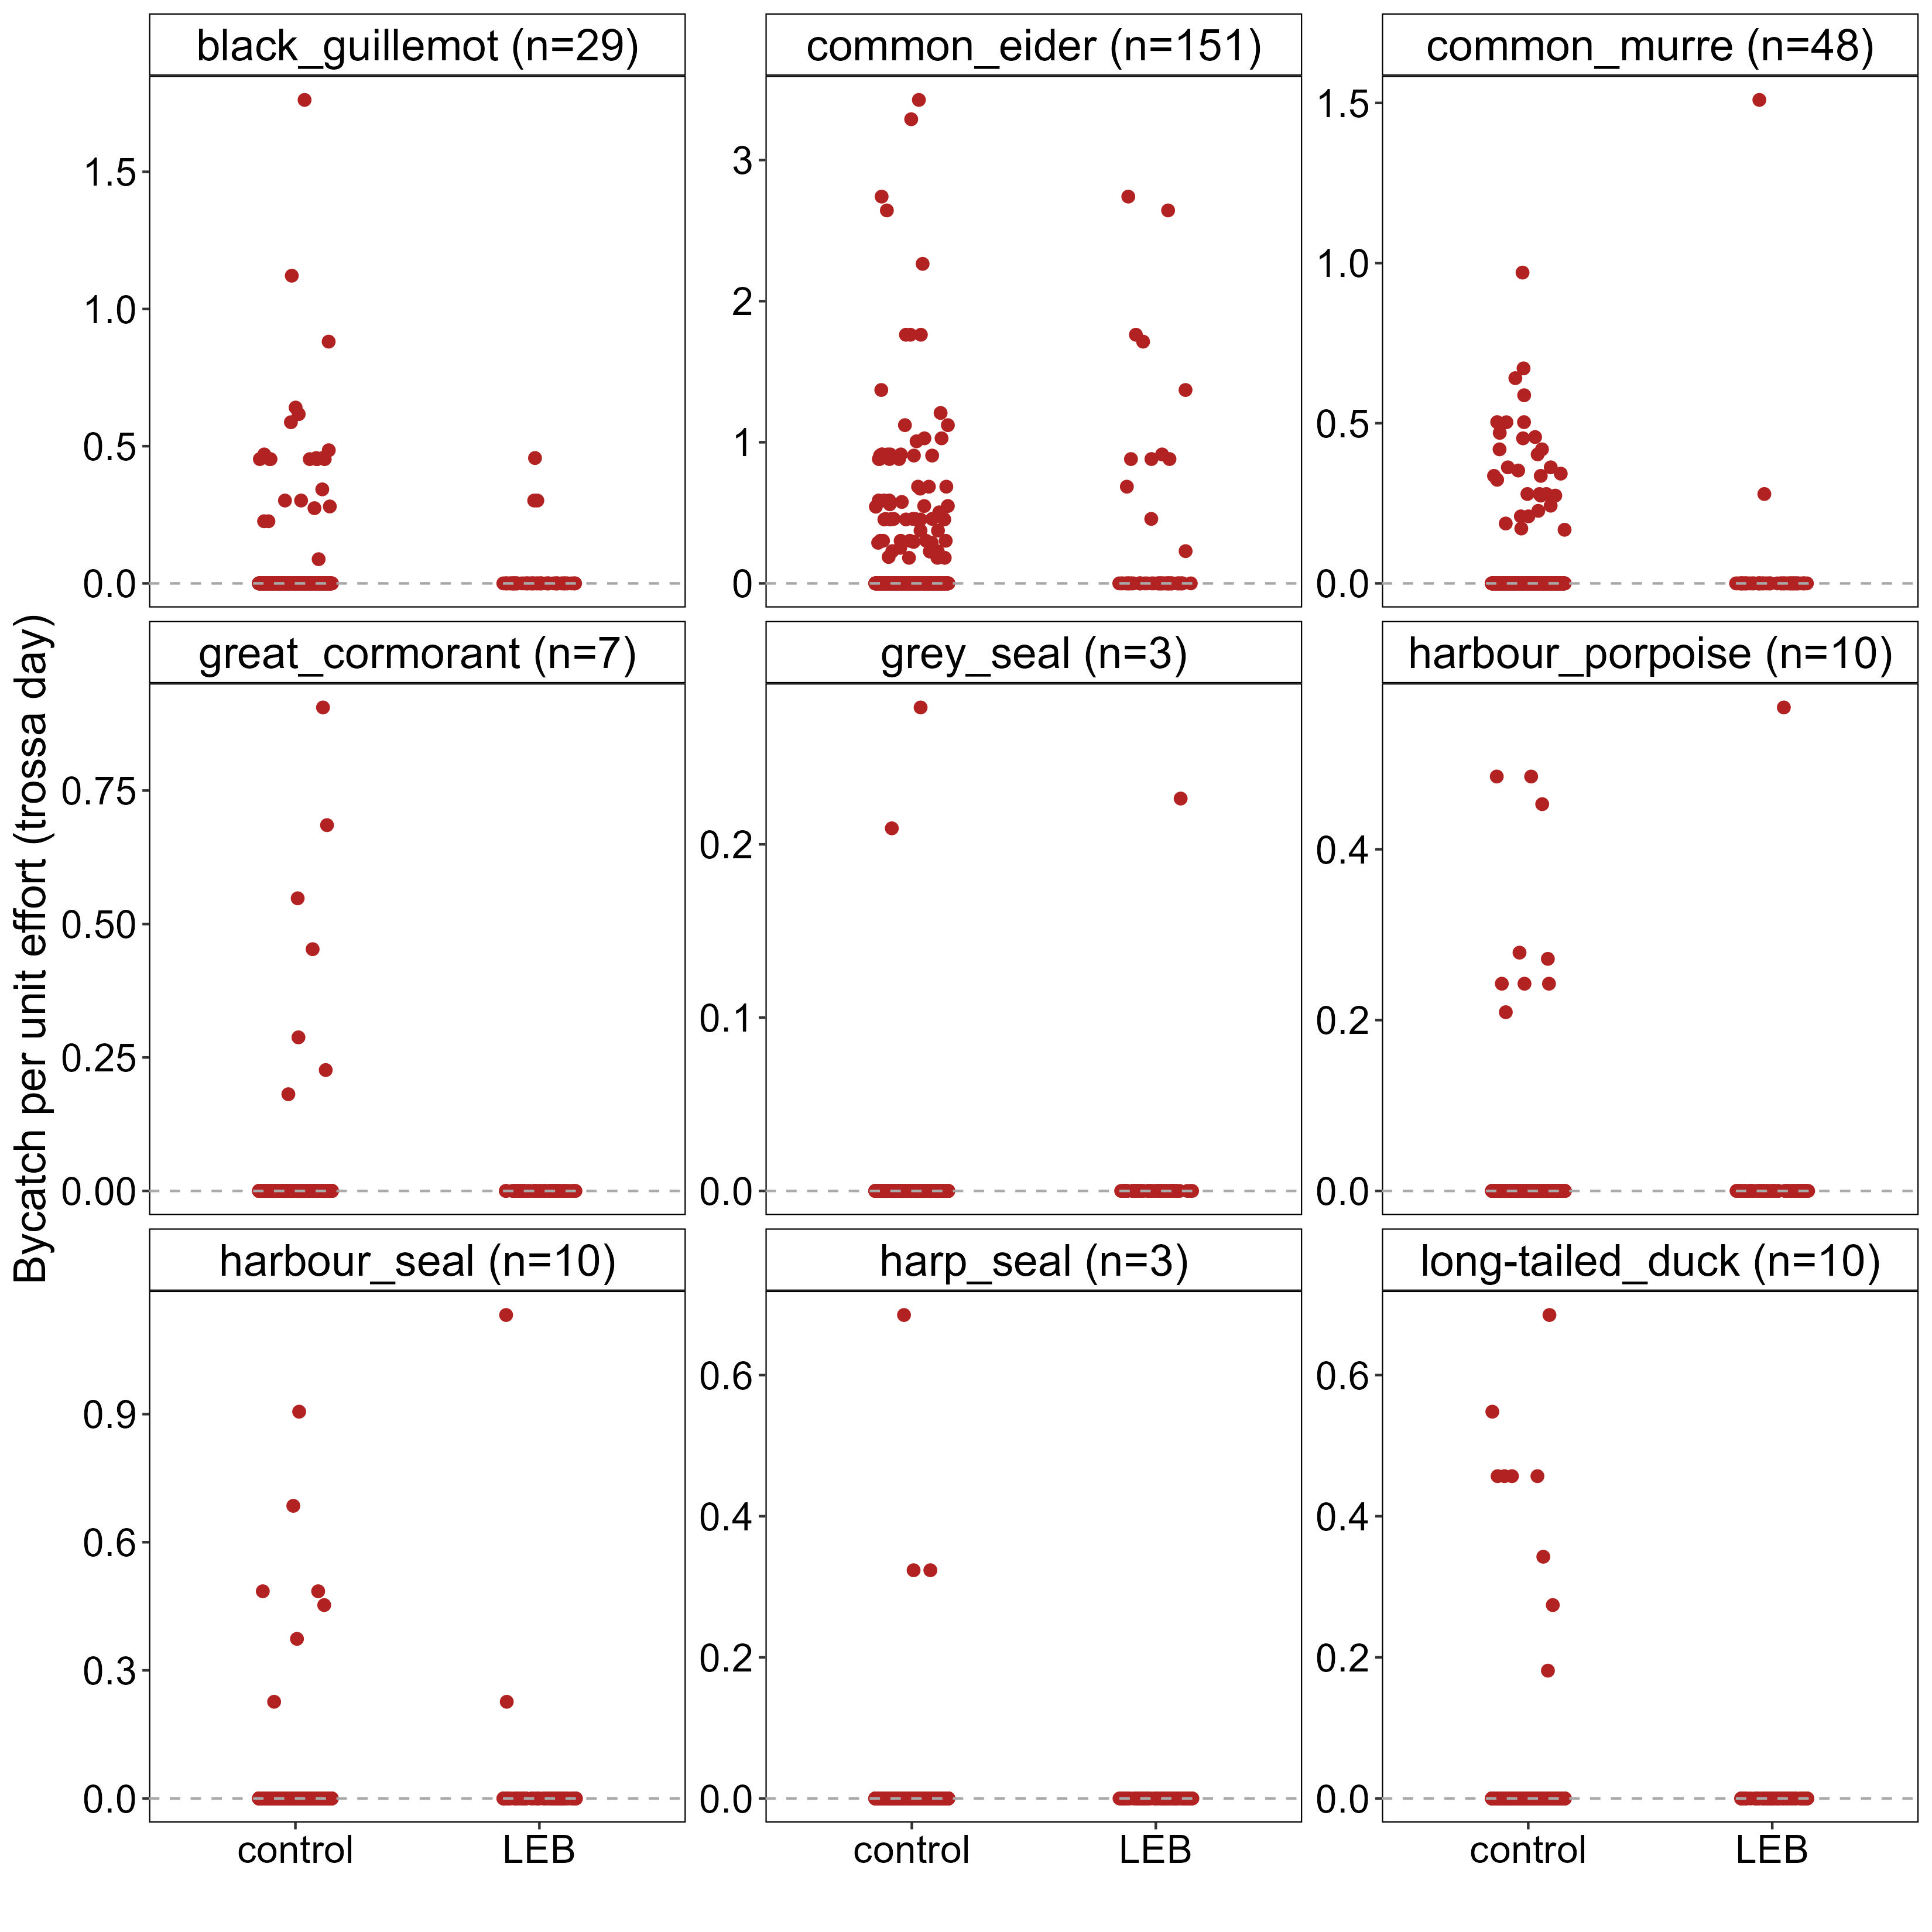 black_guillemot (n=29)
common_eider (n=151)
common_murre (n=48)
1.5
1.0
0.5
0.0
3
2
1
0
1.5
1.0
0.5
0.0
Bycatch per unit effort (trossa day)
great_cormorant (n=7)
grey_seal (n=3)
harbour_porpoise (n=10)
0.75
0.50
0.25
0.00
0.2
0.1
0.0
0.4
0.2
0.0
harbour_seal (n=10)
harp_seal (n=3)
long-tailed_duck (n=10)
0.9
0.6
0.3
0.0
0.6
0.4
0.2
0.0
0.6
0.4
0.2
0.0
control LEB
control LEB
control LEB